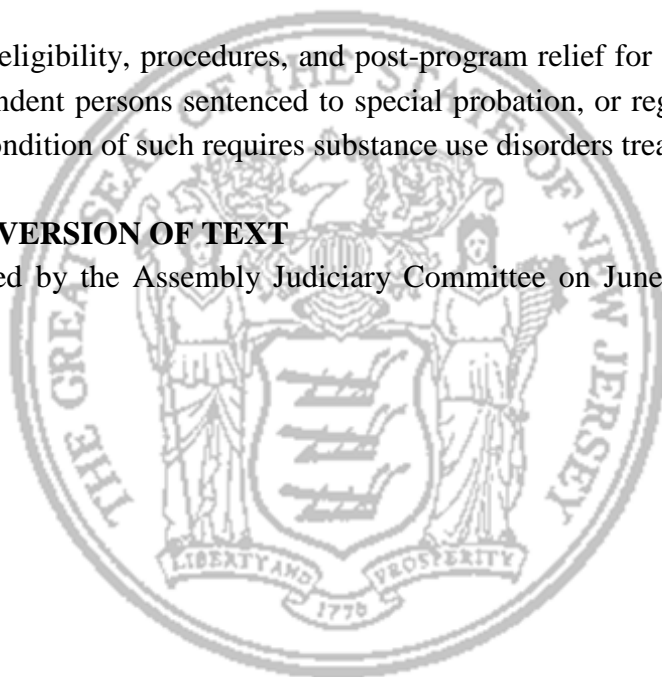 eligibility, procedures, and post-program relief for
ndent persons sentenced to special probation, or reg
ondition of such requires substance use disorders trea
VERSION OF TEXT
ed by the Assembly Judiciary Committee on June
THE GREAT SEAL OF THE STATE OF NEW JERSEY
LIBERTY AND PROSPERITY
1776